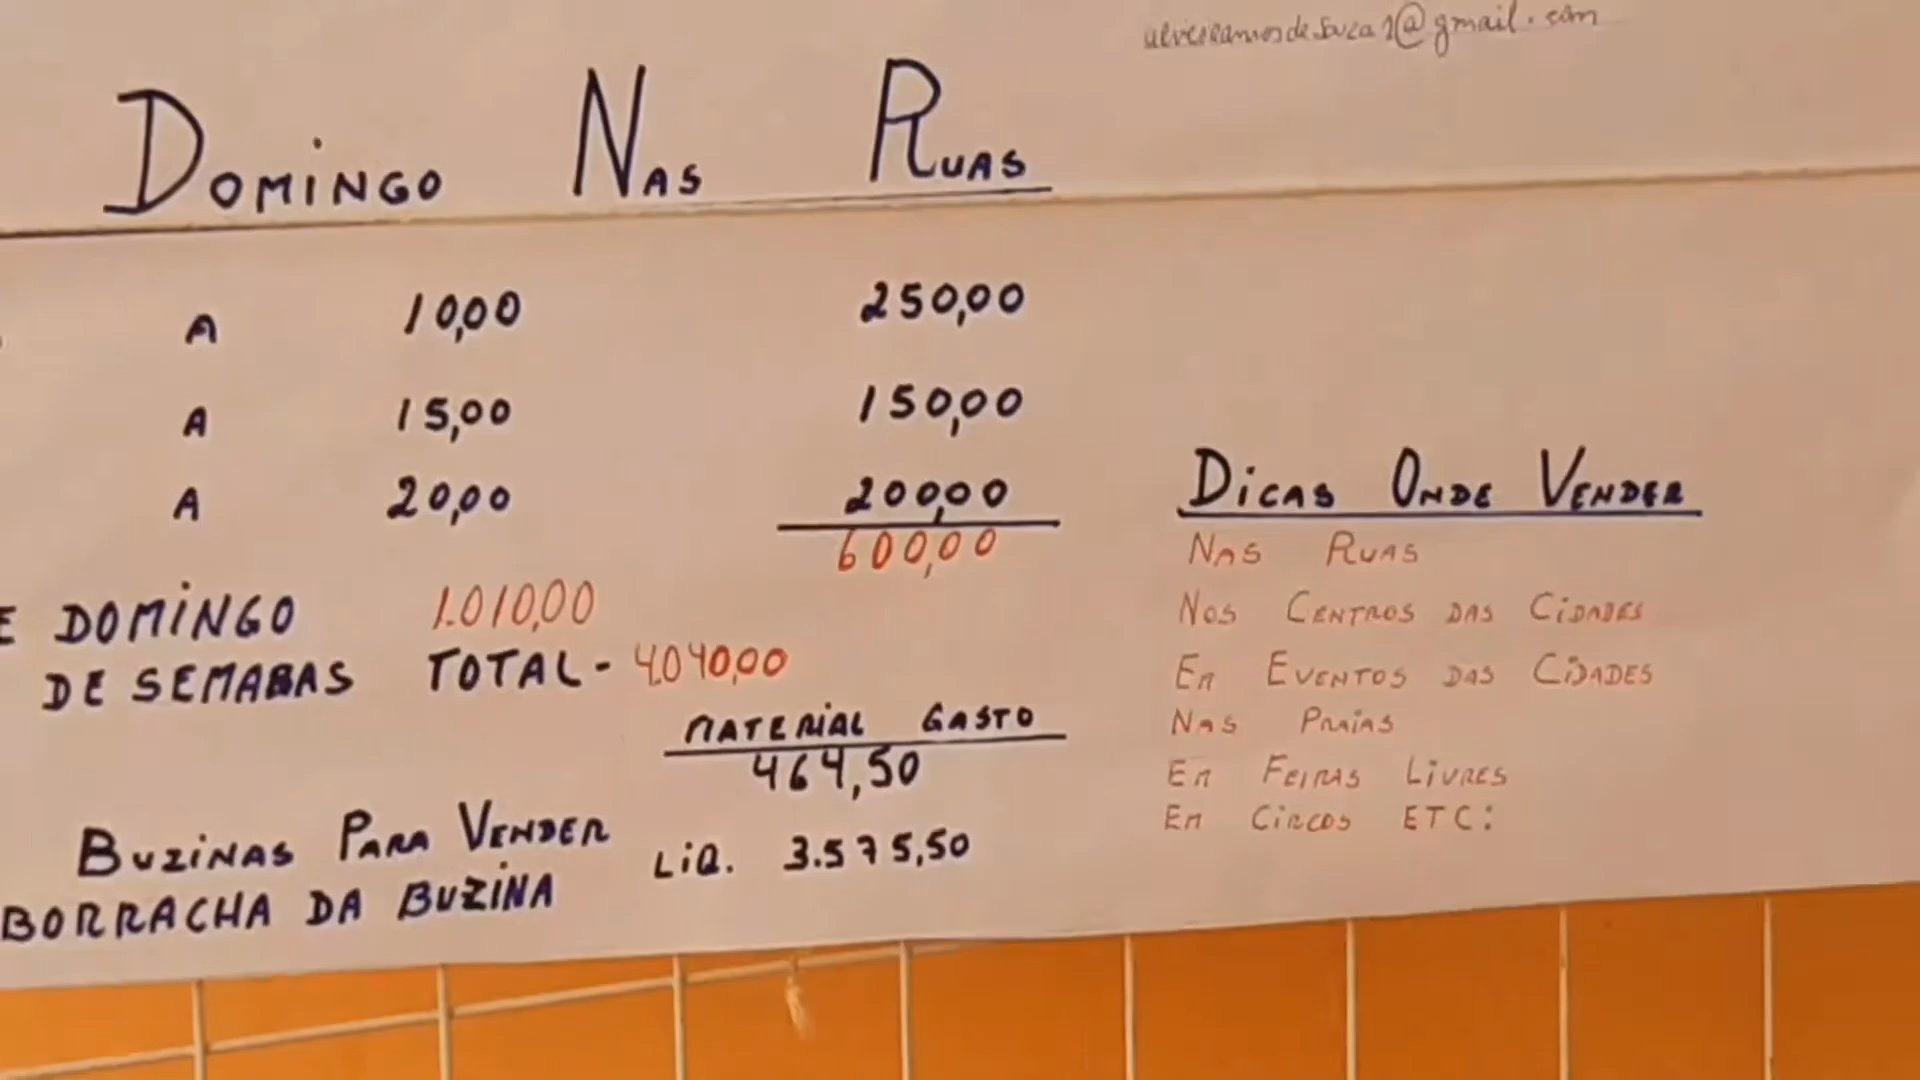 Domingo Nas Ruas
A 10,00 250,00
A 15,00 150,00
A 20,00 200,00
600,00
E DOMINGO 1.010,00
DE SEMABAS TOTAL - 4.040,00
MATERIAL GASTO
464,50
Buzinas Para Vender
LIQ. 3.575,50
BORRACHA DA BUZINA
Dicas Onde Vender
Nas Ruas
Nos Centros das Cidades
Em Eventos das Cidades
Nas Praias
Em Feiras Livres
Em Circos ETC: